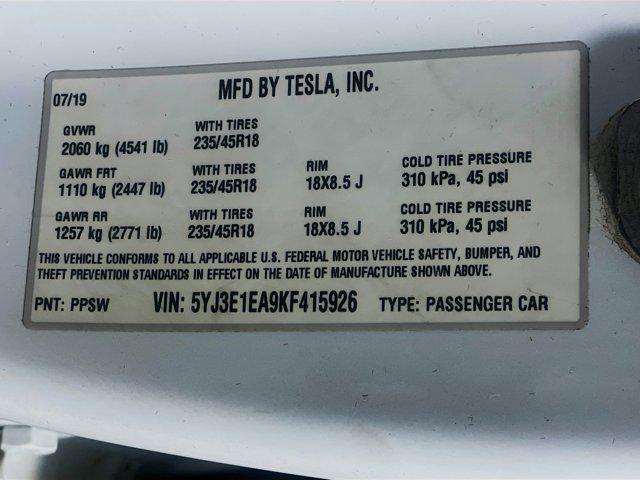 07/19 MFD BY TESLA, INC.
GVWR WITH TIRES
2060 kg (4541 lb) 235/45R18
GAWR FRT WITH TIRES RIM COLD TIRE PRESSURE
1110 kg (2447 lb) 235/45R18 18X8.5 J 310 kPa, 45 psi
GAWR RR WITH TIRES RIM COLD TIRE PRESSURE
1257 kg (2771 lb) 235/45R18 18X8.5 J 310 kPa, 45 psi
THIS VEHICLE CONFORMS TO ALL APPLICABLE U.S. FEDERAL MOTOR VEHICLE SAFETY, BUMPER, AND
THEFT PREVENTION STANDARDS IN EFFECT ON THE DATE OF MANUFACTURE SHOWN ABOVE.
PNT: PPSW VIN: 5YJ3E1EA9KF415926 TYPE: PASSENGER CAR